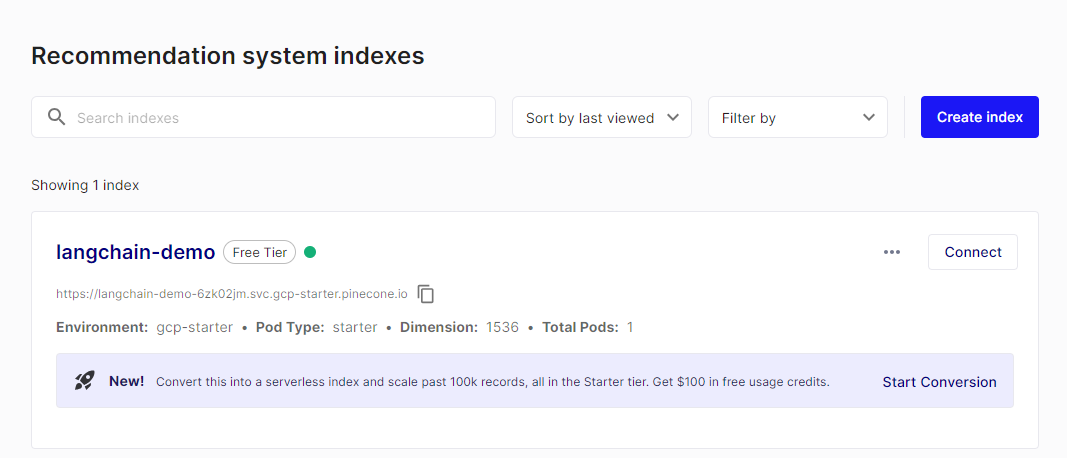 Recommendation system indexes
Search indexes
Sort by last viewed
Filter by
Create index
Showing 1 index
langchain-demo Free Tier
Connect
https://langchain-demo-6zk02jm.svc.gcp-starter.pinecone.io
Environment: gcp-starter • Pod Type: starter • Dimension: 1536 • Total Pods: 1
New! Convert this into a serverless index and scale past 100k records, all in the Starter tier. Get $100 in free usage credits. Start Conversion